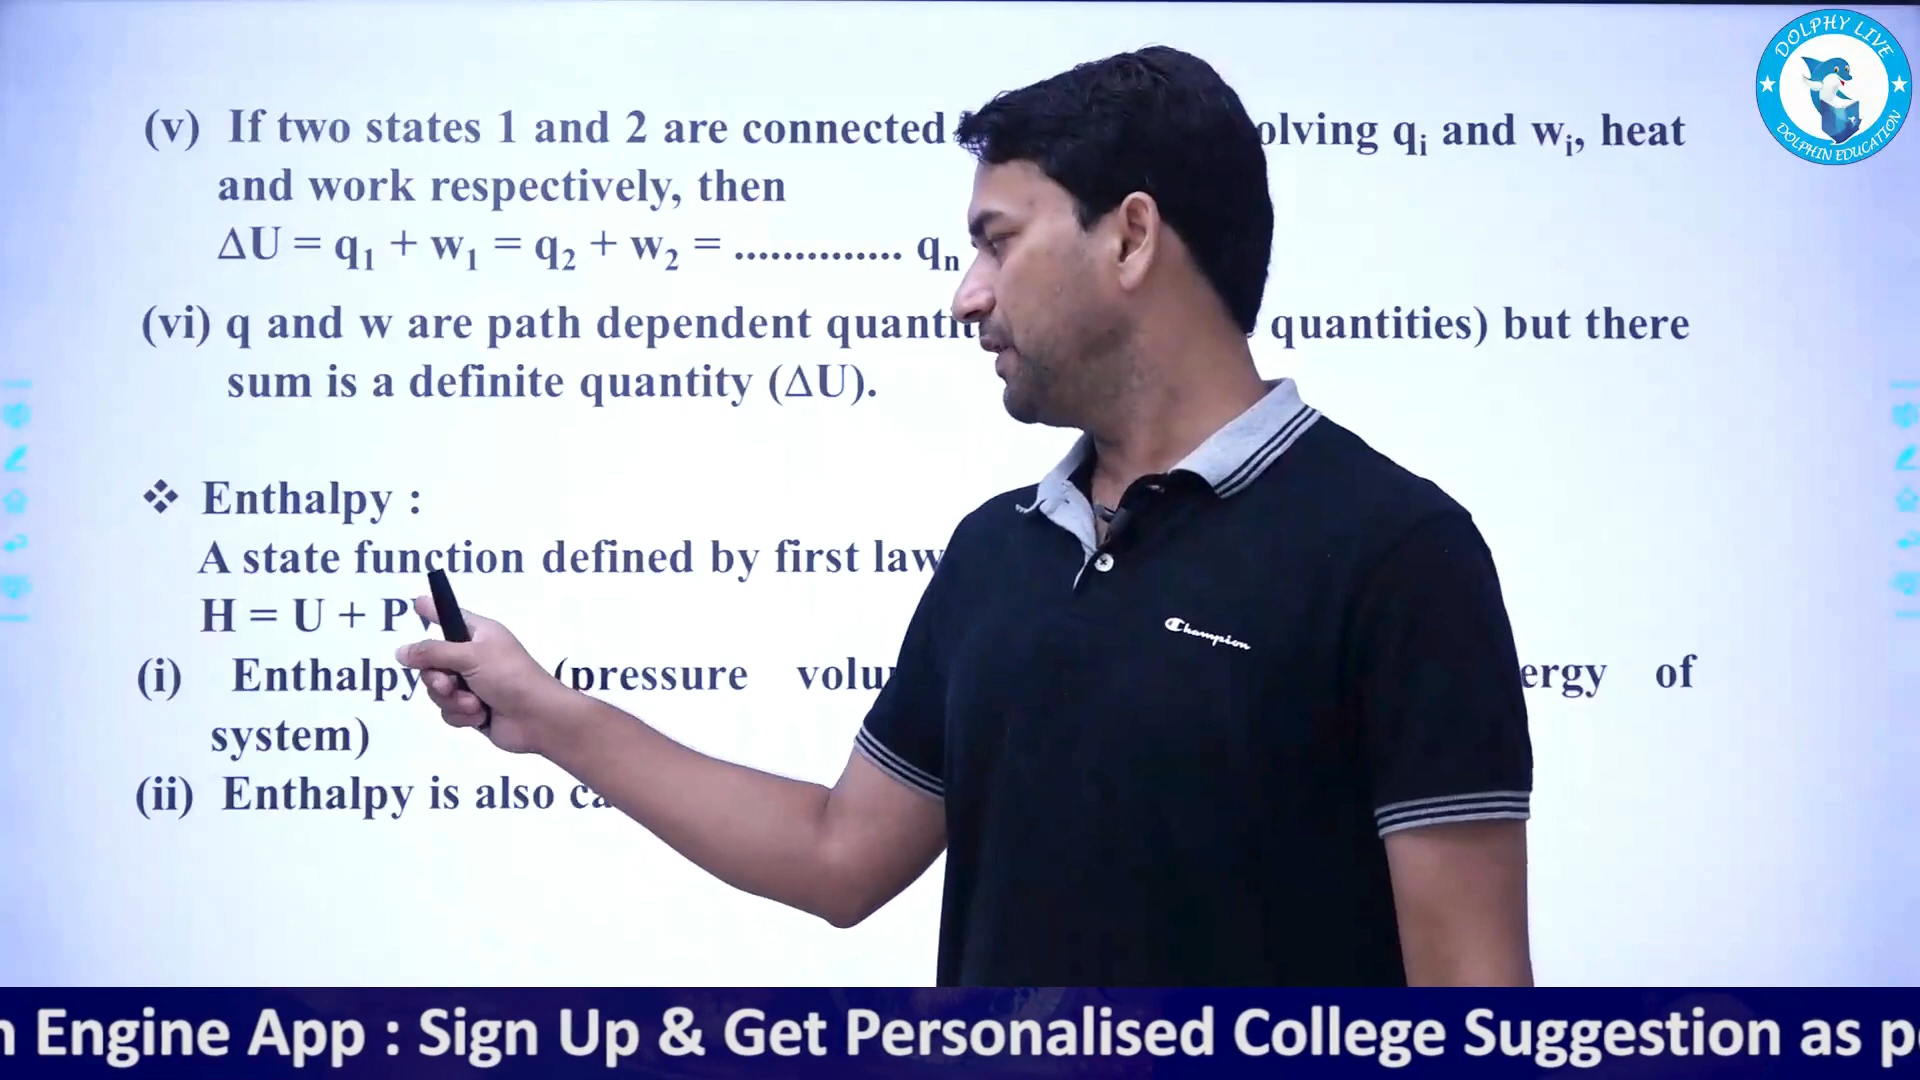 DOLPHY LIVE
DOLPHIN EDUCATION
(v) If two states 1 and 2 are connected olving qᵢ and wᵢ, heat
and work respectively, then
ΔU = q₁ + w₁ = q₂ + w₂ = .............. qₙ
(vi) q and w are path dependent quantities) but there
sum is a definite quantity (ΔU).
❖ Enthalpy :
A state function defined by first law
H = U + P
(i) Enthalpy (pressure volu ergy of
system)
(ii) Enthalpy is also ca
Champion
n Engine App : Sign Up & Get Personalised College Suggestion as p